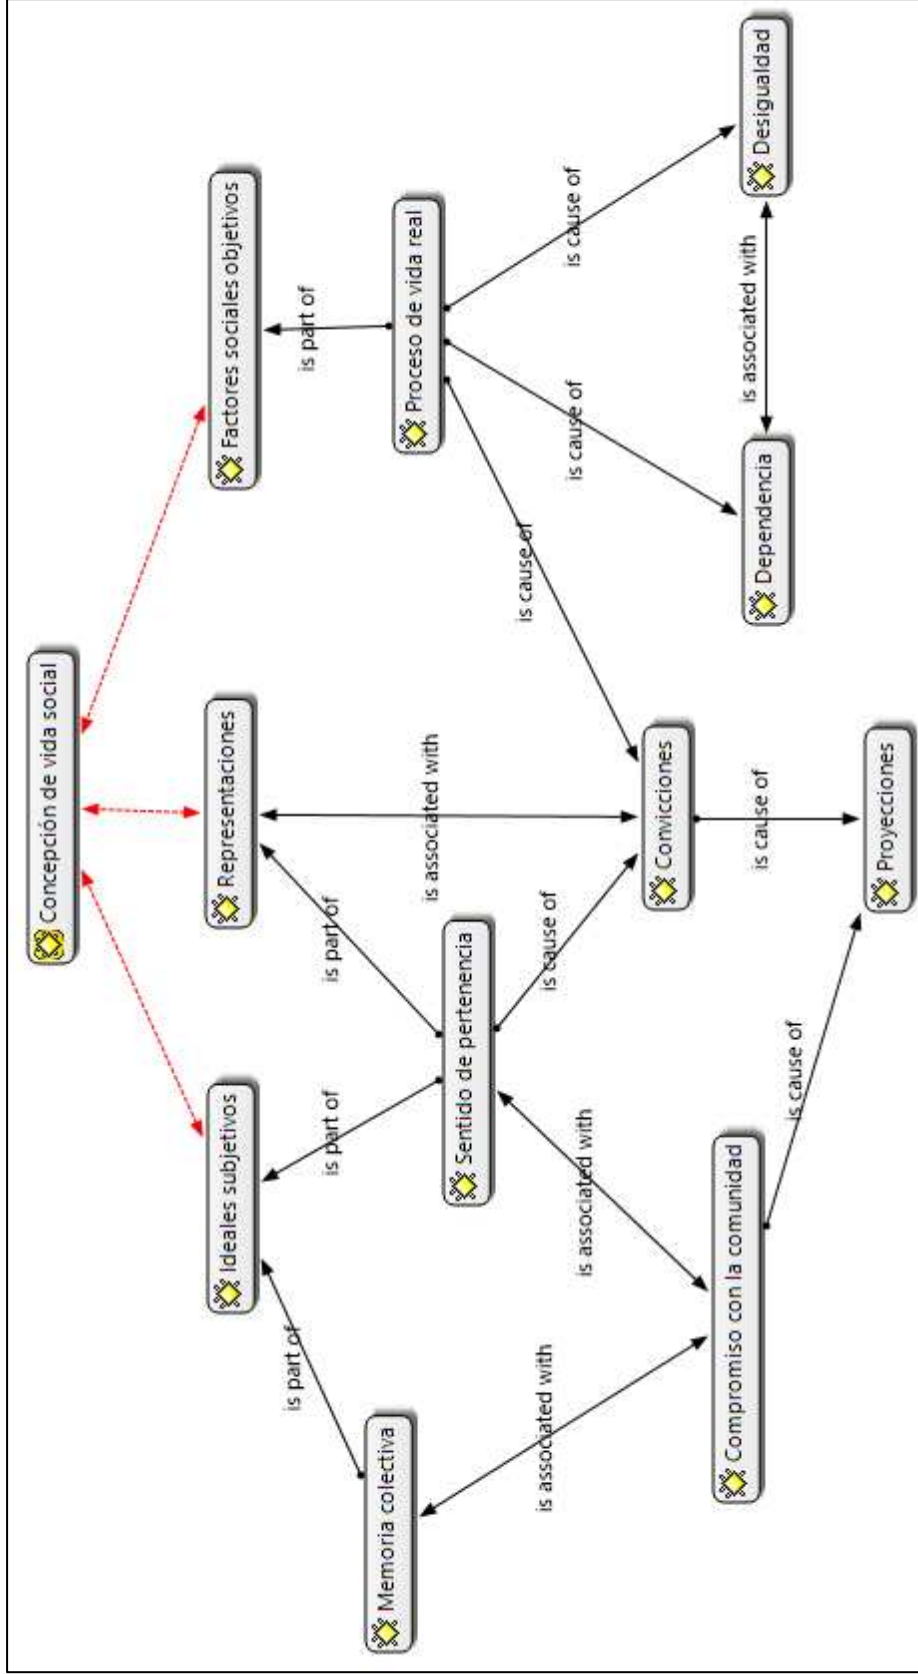 Concepción de vida social
Ideales subjetivos
Representaciones
Factores sociales objetivos
is part of
is part of
is part of
is associated with
is part of
Memoria colectiva
Sentido de pertenencia
Proceso de vida real
is associated with
is associated with
is cause of
is cause of
is cause of
is cause of
Compromiso con la comunidad
Convicciones
Dependencia
is associated with
Desigualdad
is cause of
is cause of
Proyecciones